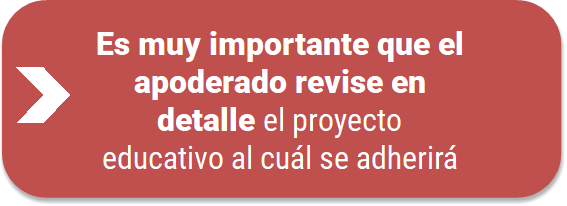 Es muy importante que el
apoderado revise en
detalle el proyecto
educativo al cuál se adherirá